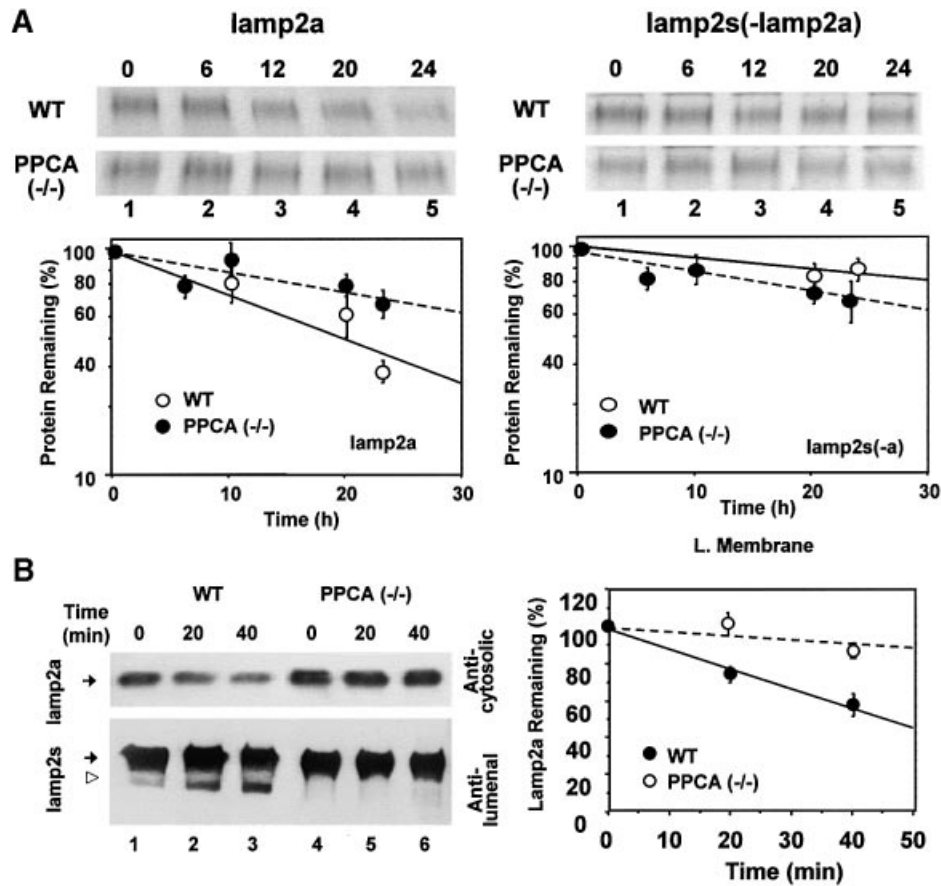 A
lamp2a
lamp2s(-lamp2a)
0 6 12 20 24
0 6 12 20 24
WT
WT
PPCA
(-/-)
PPCA
(-/-)
1 2 3 4 5
1 2 3 4 5
Protein Remaining (%)
100
80
60
40
10
WT
PPCA (-/-)
lamp2a
0 10 20 30
Time (h)
Protein Remaining (%)
100
80
60
40
10
WT
PPCA (-/-)
lamp2s(-a)
0 10 20 30
Time (h)
L. Membrane
B
WT PPCA (-/-)
Time
(min)
0 20 40 0 20 40
lamp2a
Anti-
cytosolic
lamp2s
Anti-
lumenal
1 2 3 4 5 6
Lamp2a Remaining (%)
120
100
80
60
40
20
0
WT
PPCA (-/-)
0 10 20 30 40 50
Time (min)